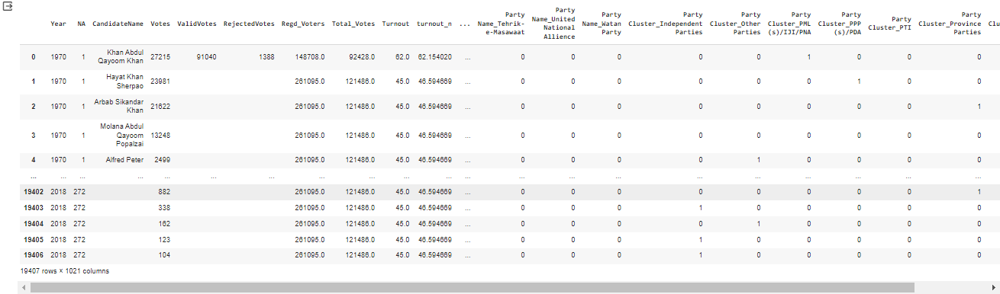 Year NA CandidateName Votes ValidVotes RejectedVotes Regd_Voters Total_Votes Turnout turnout_n ... Party Name_Tehrik-e-Masawaat Party Name_United National Allience Party Name_Watan Party Party Cluster_Independent Parties Party Cluster_Other Parties Party Cluster_PML (s)/IJI/PNA Party Cluster_PPP (s)/PDA Party Cluster_PTI Party Cluster_Province Parties Clu
0 1970 1 Khan Abdul Qayoom Khan 27215 91040 1388 148708.0 92428.0 62.0 62.154020 ... 0 0 0 0 0 1 0 0 0
1 1970 1 Hayat Khan Sherpao 23981 261095.0 121486.0 45.0 46.594669 ... 0 0 0 0 0 0 1 0 0
2 1970 1 Arbab Sikandar Khan 21622 261095.0 121486.0 45.0 46.594669 ... 0 0 0 0 0 0 0 0 1
3 1970 1 Molana Abdul Qayoom Popalzai 13248 261095.0 121486.0 45.0 46.594669 ... 0 0 0 0 0 0 0 0 0
4 1970 1 Alfred Peter 2499 261095.0 121486.0 45.0 46.594669 ... 0 0 0 0 1 0 0 0 0
... ... ... ... ... ... ... ... ... ... ... ... ... ... ... ... ... ... ... ... ...
19402 2018 272 882 261095.0 121486.0 45.0 46.594669 ... 0 0 0 0 0 0 0 0 1
19403 2018 272 338 261095.0 121486.0 45.0 46.594669 ... 0 0 0 1 0 0 0 0 0
19404 2018 272 162 261095.0 121486.0 45.0 46.594669 ... 0 0 0 0 1 0 0 0 0
19405 2018 272 123 261095.0 121486.0 45.0 46.594669 ... 0 0 0 1 0 0 0 0 0
19406 2018 272 104 261095.0 121486.0 45.0 46.594669 ... 0 0 0 1 0 0 0 0 0
19407 rows × 1021 columns